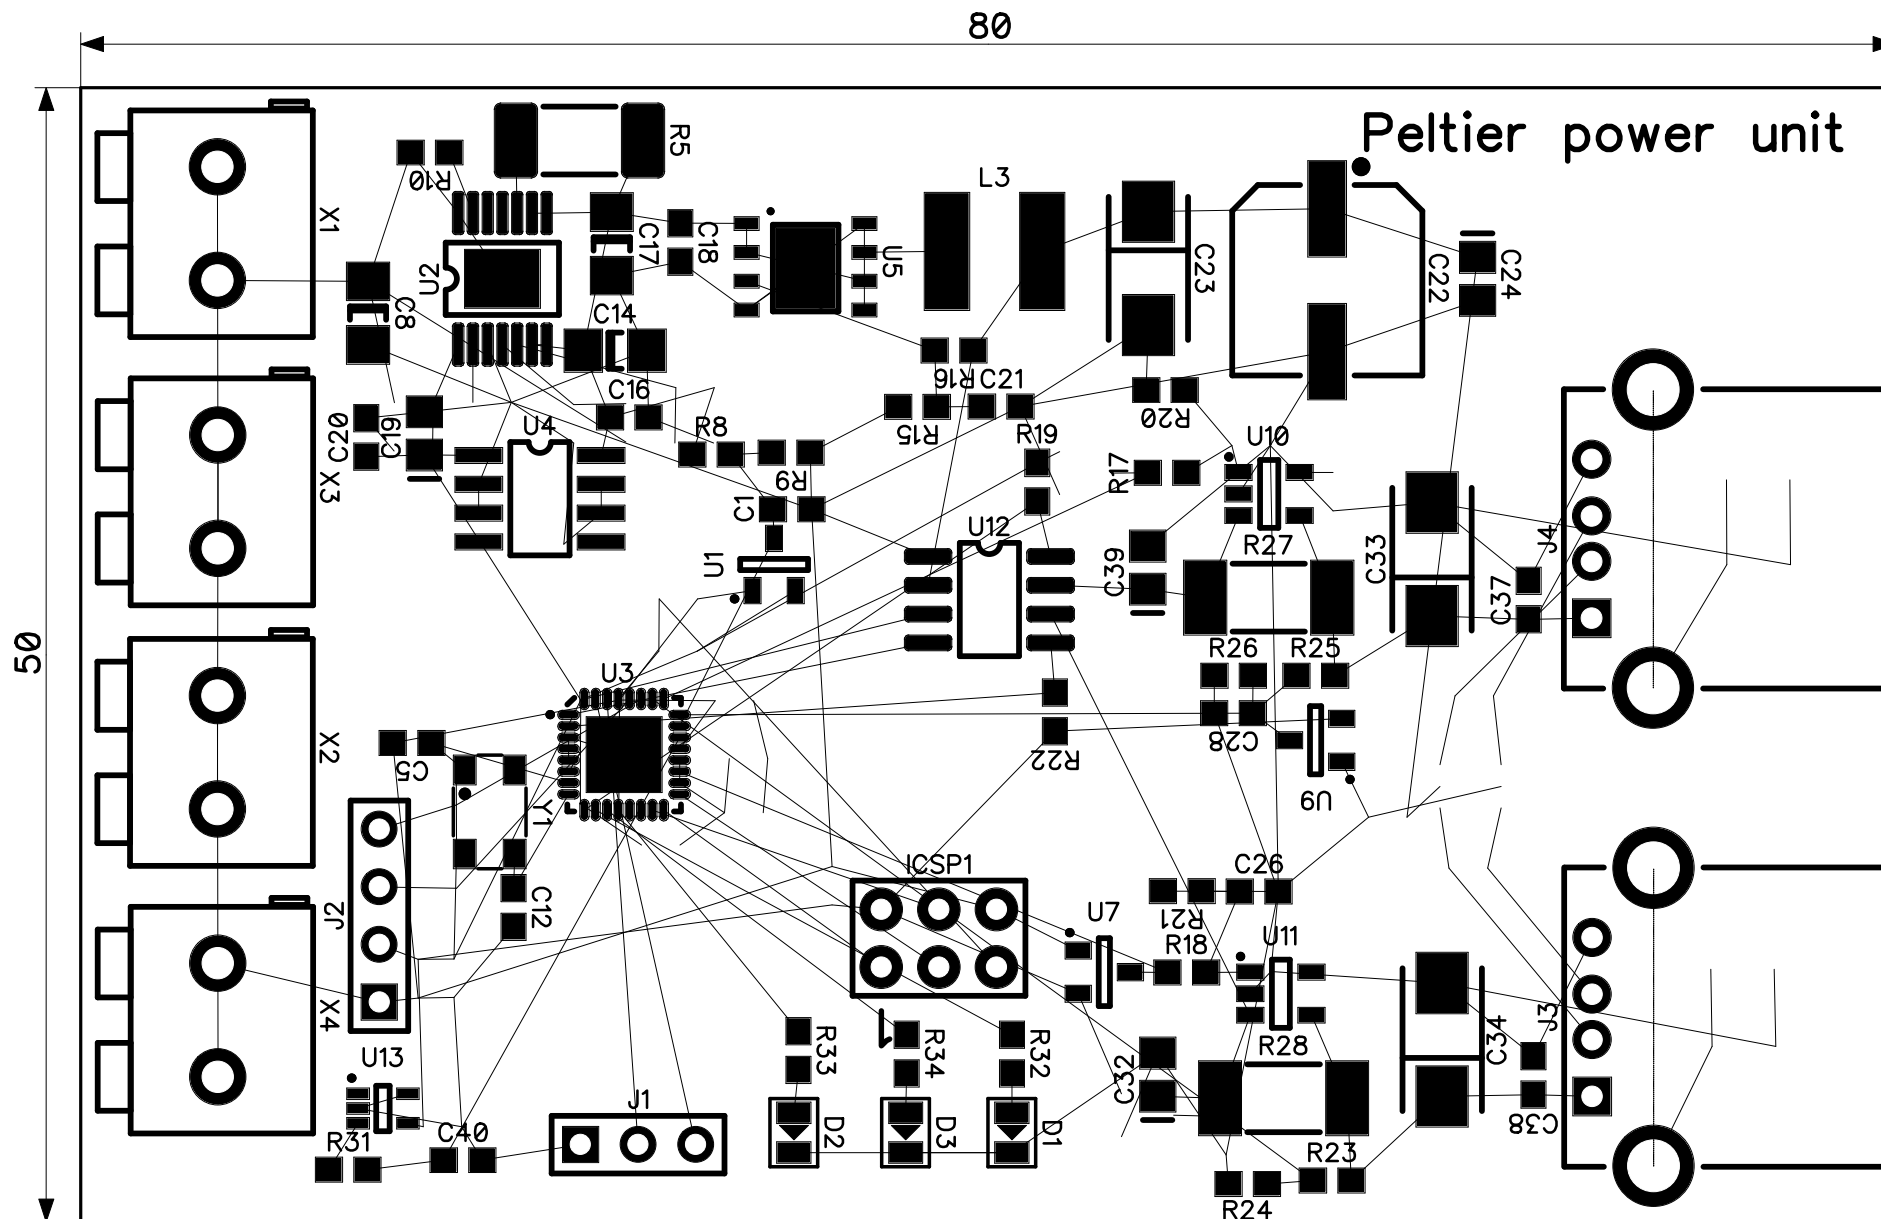 80
Peltier power unit
R5
R10
X1
U2
C17
C18
U5
L3
C23
C22
C24
C8
C14
R16
C21
C16
R15
R20
C20
C19
U4
R8
R9
R19
U10
R17
X3
C1
U12
R27
J4
U1
C39
C33
C37
50
U3
R26
R25
X2
C5
R22
C28
U9
Y1
ICSP1
C26
J2
C12
R21
U7
R18
U11
X4
U13
R33
R34
R32
C32
R28
C34
J3
J1
D2
D3
D1
C38
R31
C40
R23
R24